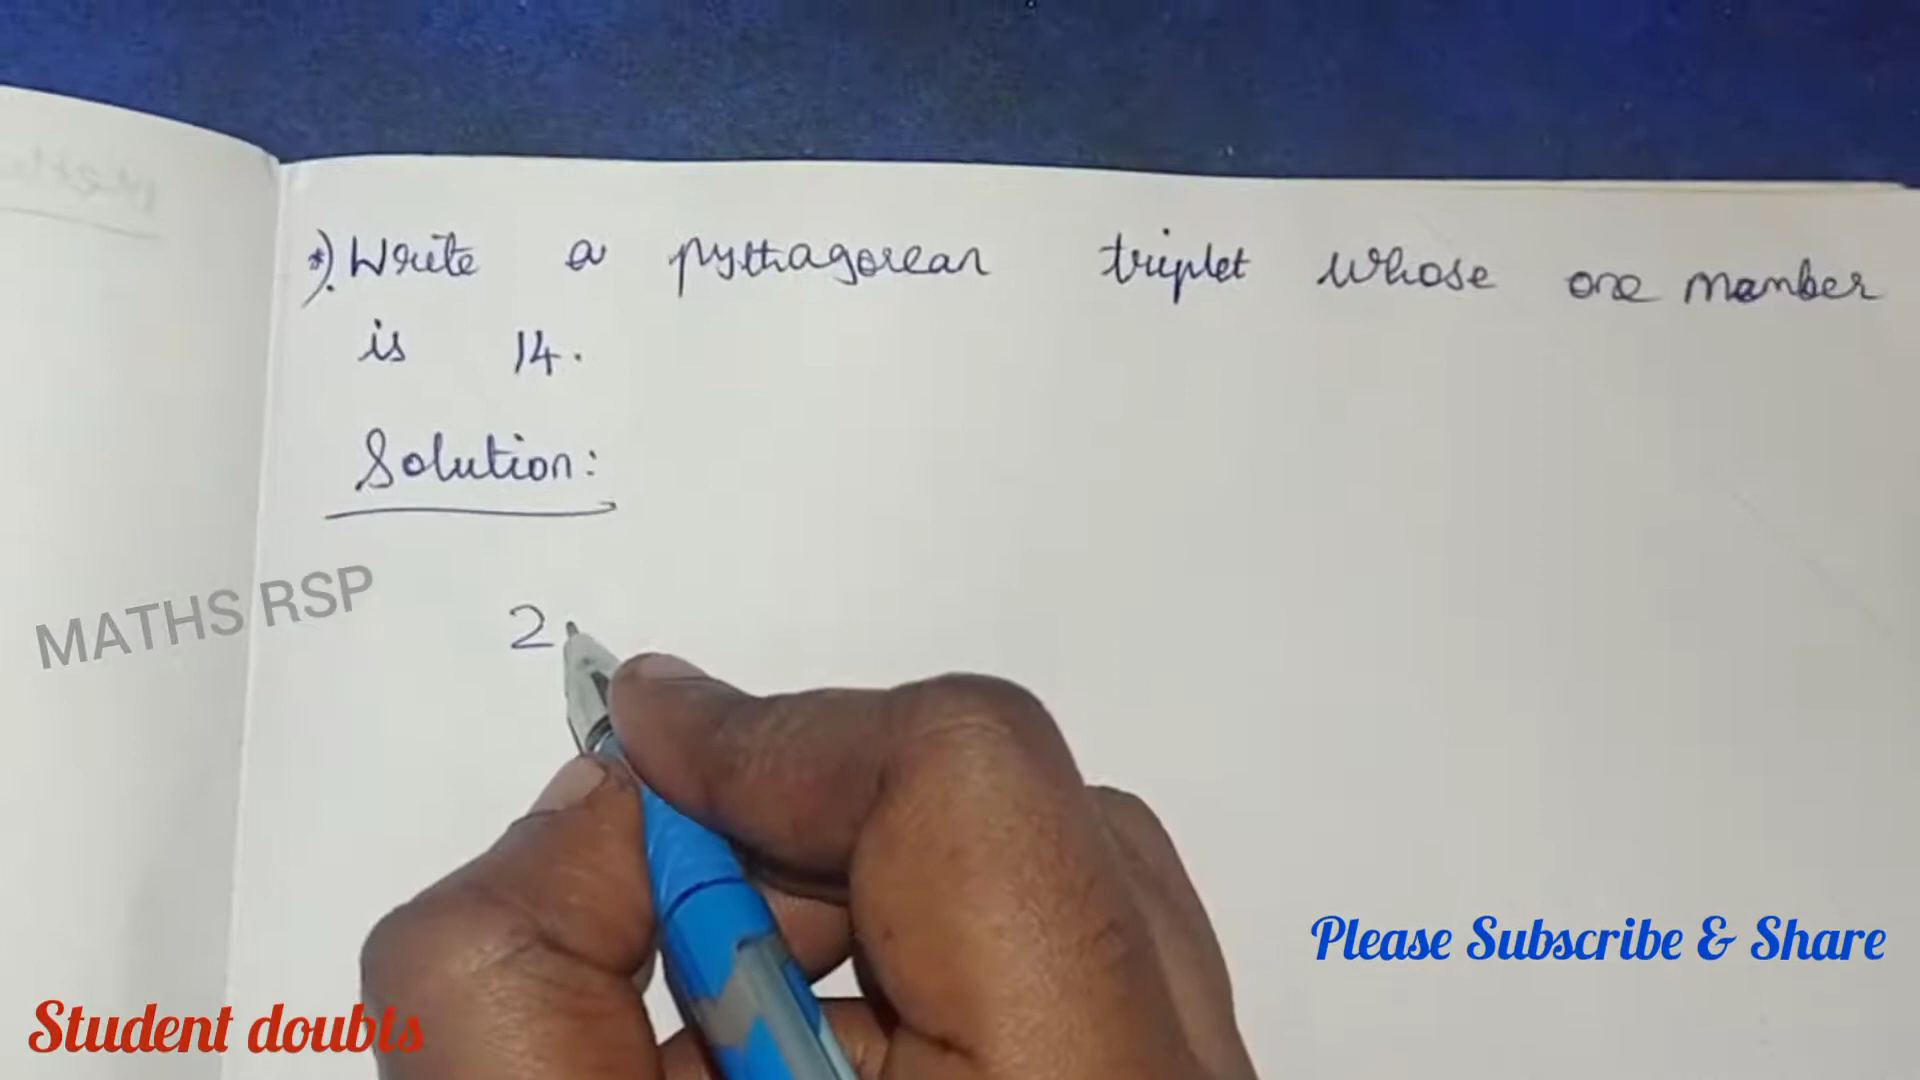 *). Write a pythagorean triplet whose one member
is 14.
Solution:
MATHS RSP
2
Please Subscribe & Share
Student doubts